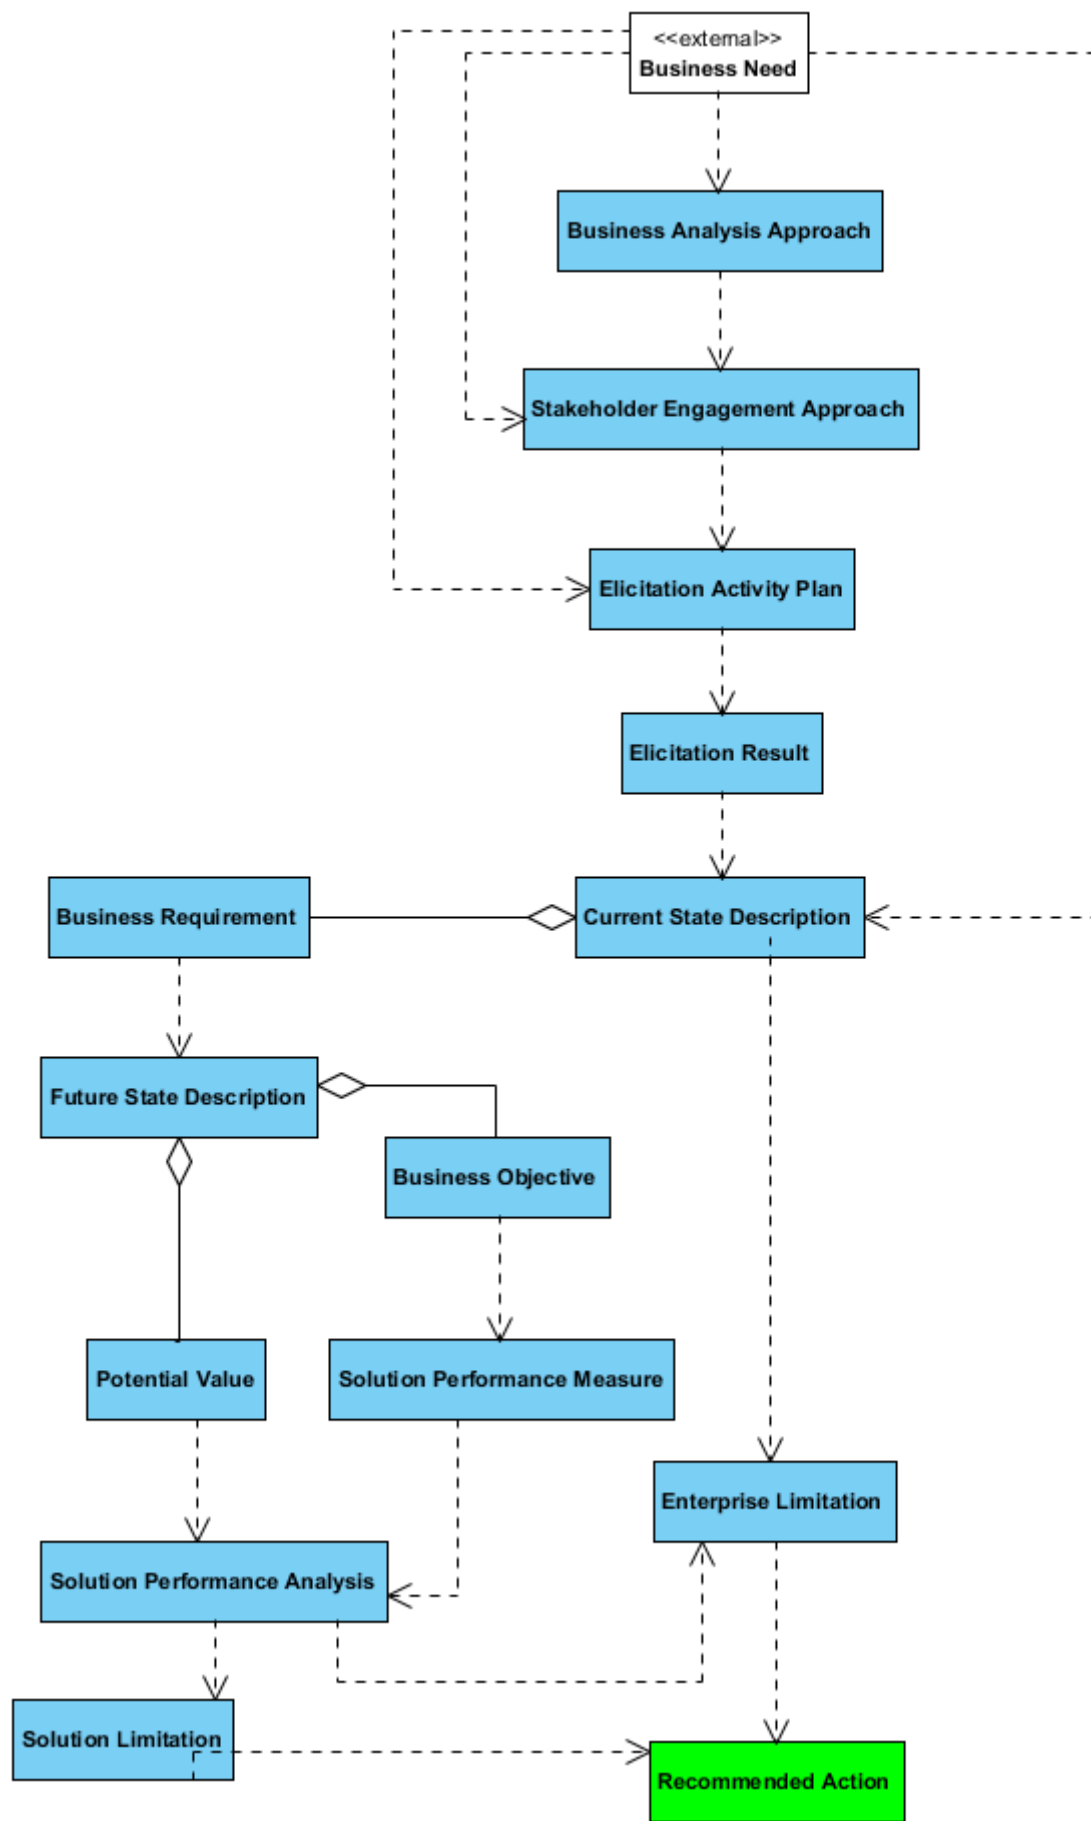 <<external>>
Business Need
Business Analysis Approach
Stakeholder Engagement Approach
Elicitation Activity Plan
Elicitation Result
Business Requirement
Current State Description
Future State Description
Business Objective
Potential Value
Solution Performance Measure
Enterprise Limitation
Solution Performance Analysis
Solution Limitation
Recommended Action